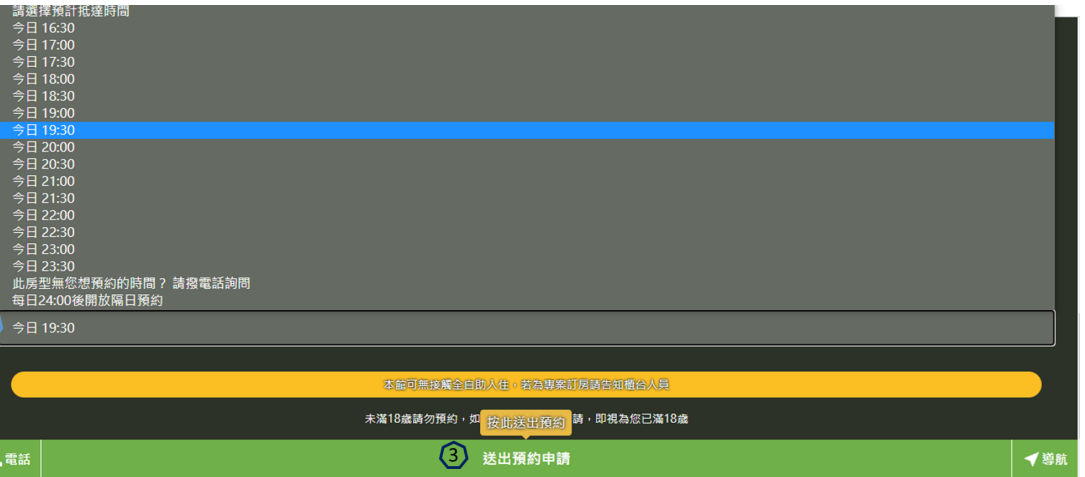 請選擇預計抵達時間
今日 16:30
今日 17:00
今日 17:30
今日 18:00
今日 18:30
今日 19:00
今日 19:30
今日 20:00
今日 20:30
今日 21:00
今日 21:30
今日 22:00
今日 22:30
今日 23:00
今日 23:30
此房型無您想預約的時間？ 請撥電話詢問
每日24:00後開放隔日預約
今日 19:30
本館可無接觸全自助入住，若為專案訂房請告知櫃台人員
未滿18歲請勿預約，如 請，即視為您已滿18歲
按此送出預約
電話
3 送出預約申請
導航